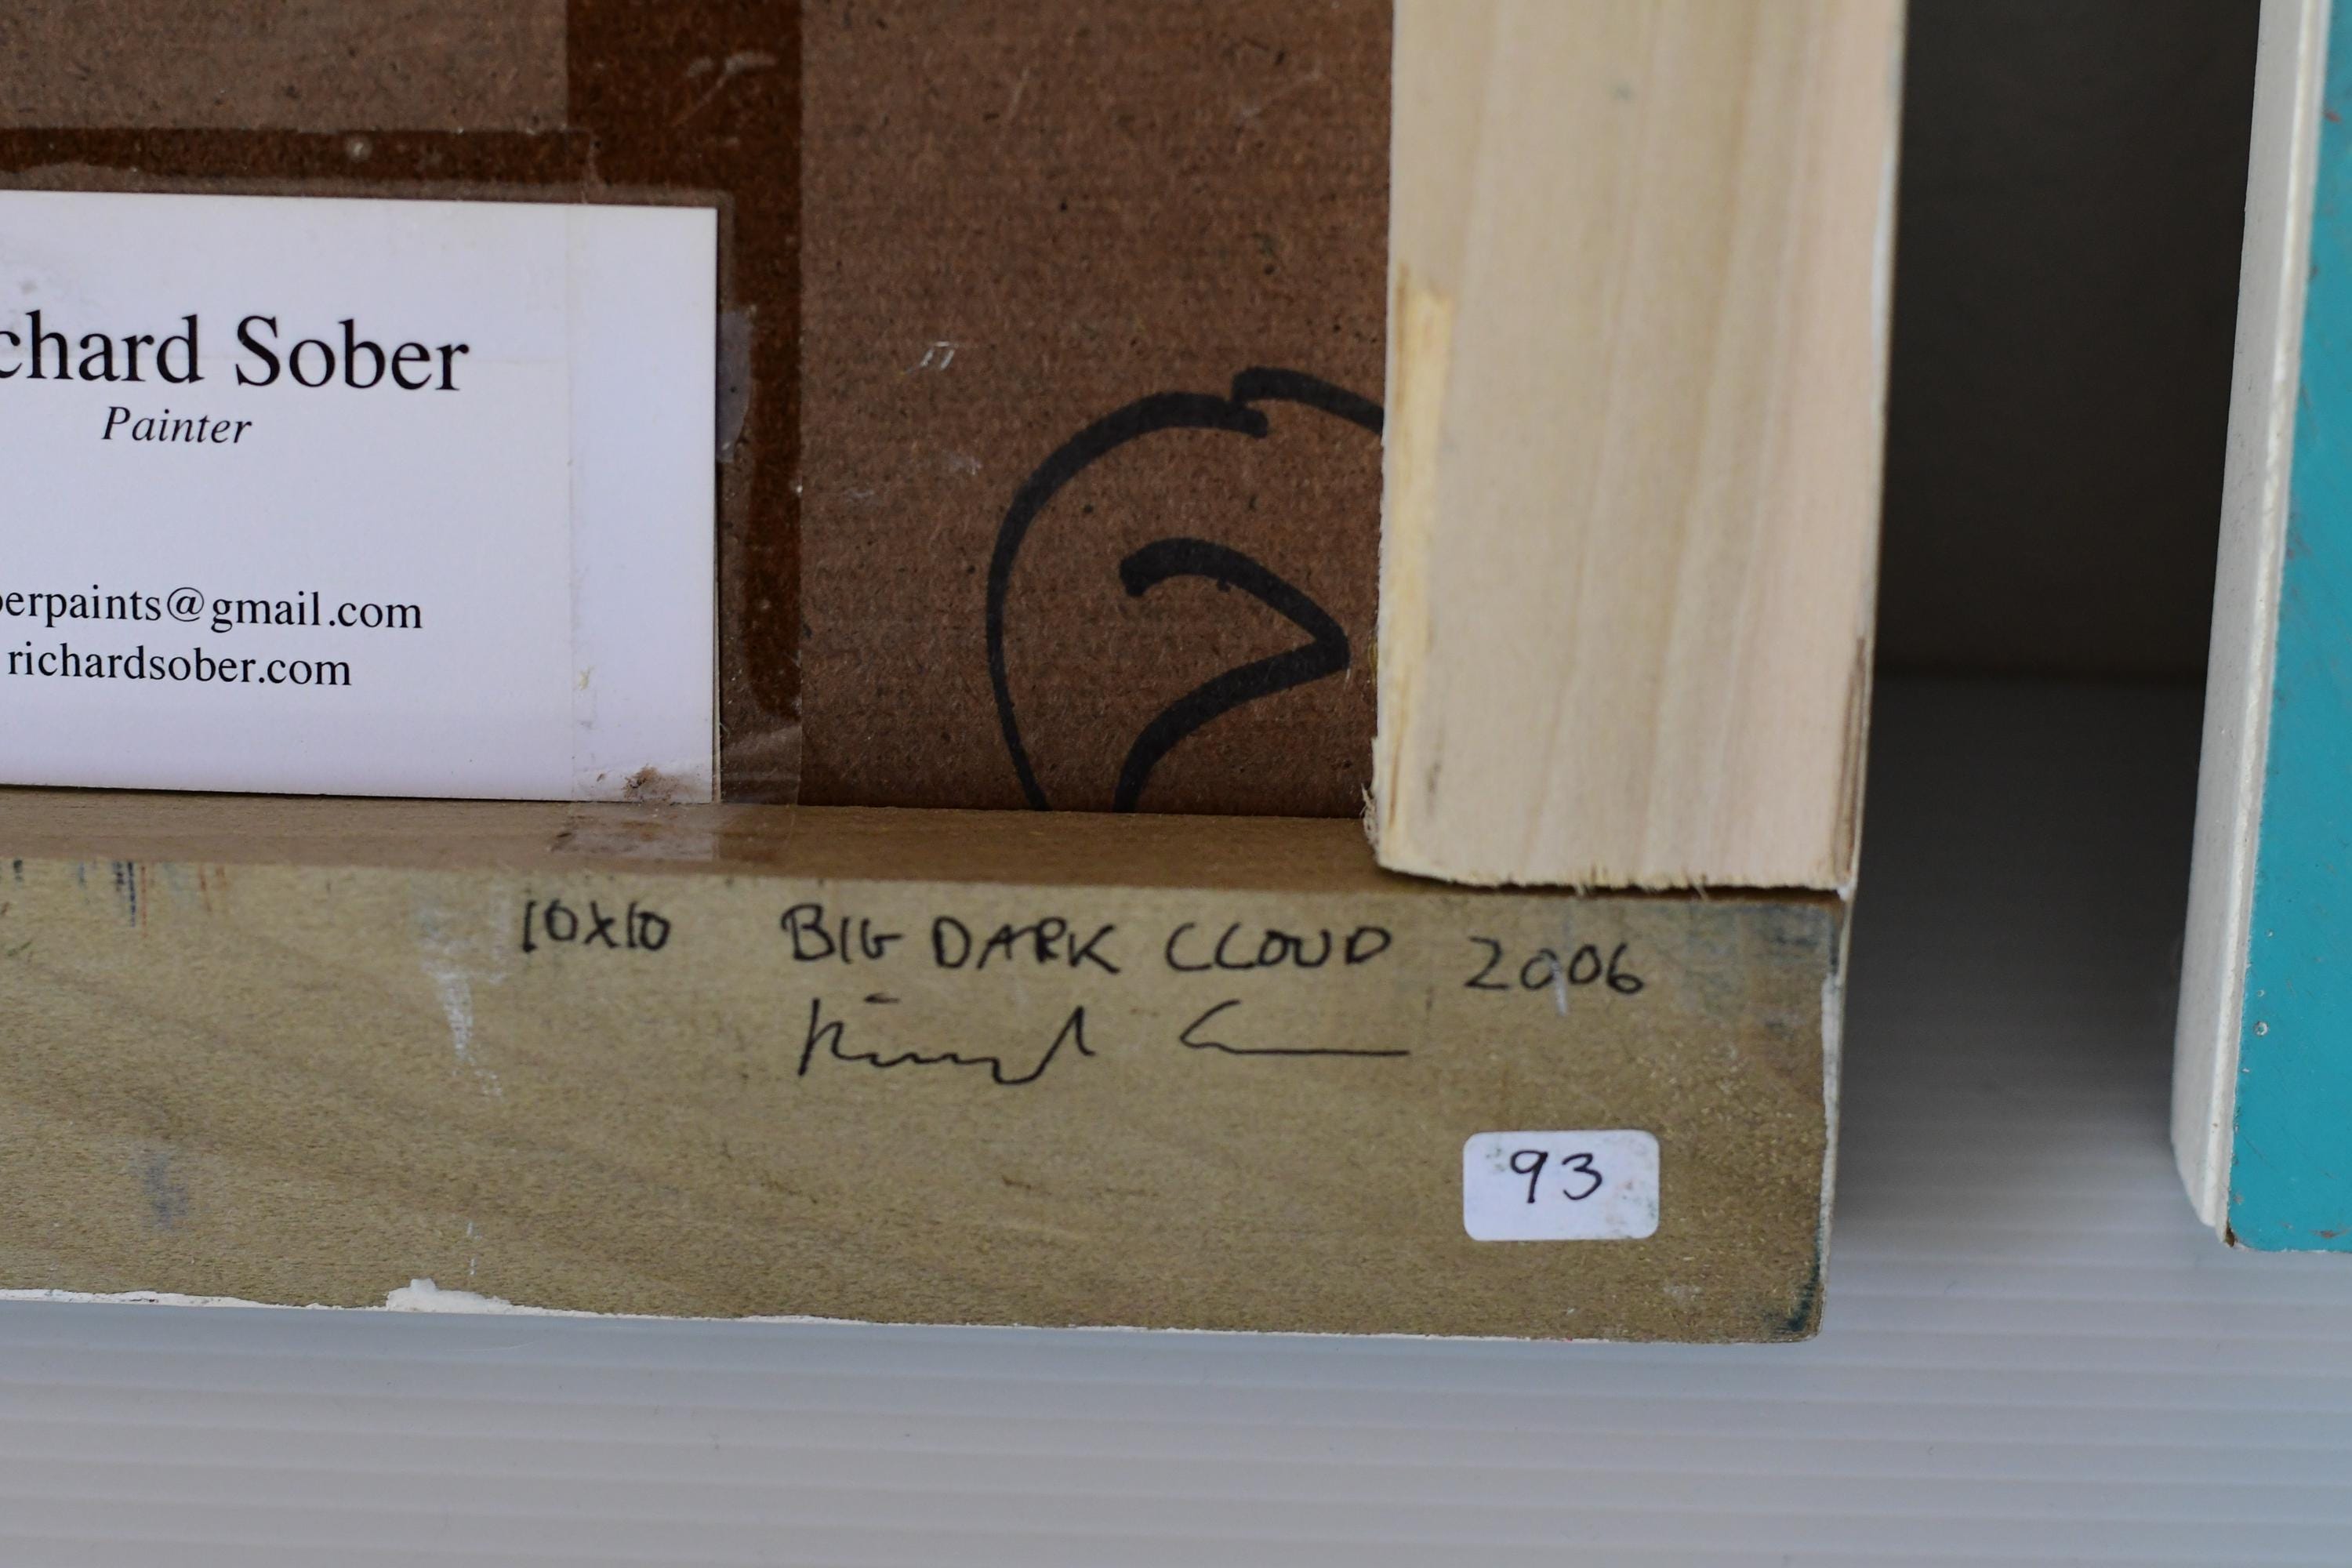 chard Sober
Painter
erpaints@gmail.com
richardsober.com
10x10 BIG DARK CLOUD 2006
93